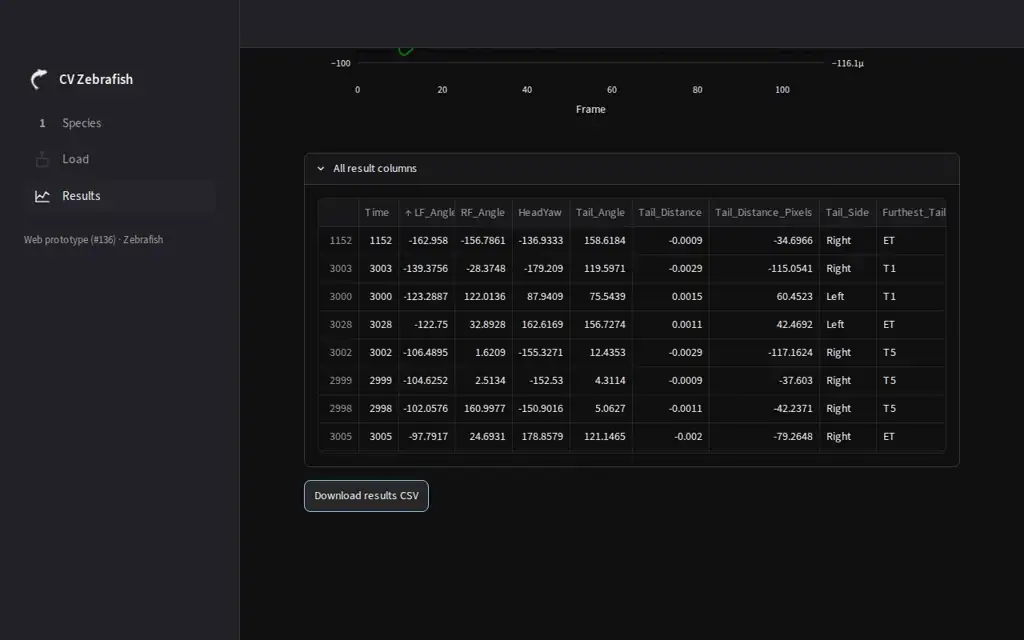 CV Zebrafish
1 Species
Load
Results
Web prototype (#136) · Zebrafish
−100 −116.1μ
0 20 40 60 80 100
Frame
All result columns
Time ↑ LF_Angle RF_Angle HeadYaw Tail_Angle Tail_Distance Tail_Distance_Pixels Tail_Side Furthest_Tail
1152 1152 -162.958 -156.7861 -136.9333 158.6184 -0.0009 -34.6966 Right ET
3003 3003 -139.3756 -28.3748 -179.209 119.5971 -0.0029 -115.0541 Right T1
3000 3000 -123.2887 122.0136 87.9409 75.5439 0.0015 60.4523 Left T1
3028 3028 -122.75 32.8928 162.6169 156.7274 0.0011 42.4692 Left ET
3002 3002 -106.4895 1.6209 -155.3271 12.4353 -0.0029 -117.1624 Right T5
2999 2999 -104.6252 2.5134 -152.53 4.3114 -0.0009 -37.603 Right T5
2998 2998 -102.0576 160.9977 -150.9016 5.0627 -0.0011 -42.2371 Right T5
3005 3005 -97.7917 24.6931 178.8579 121.1465 -0.002 -79.2648 Right ET
Download results CSV